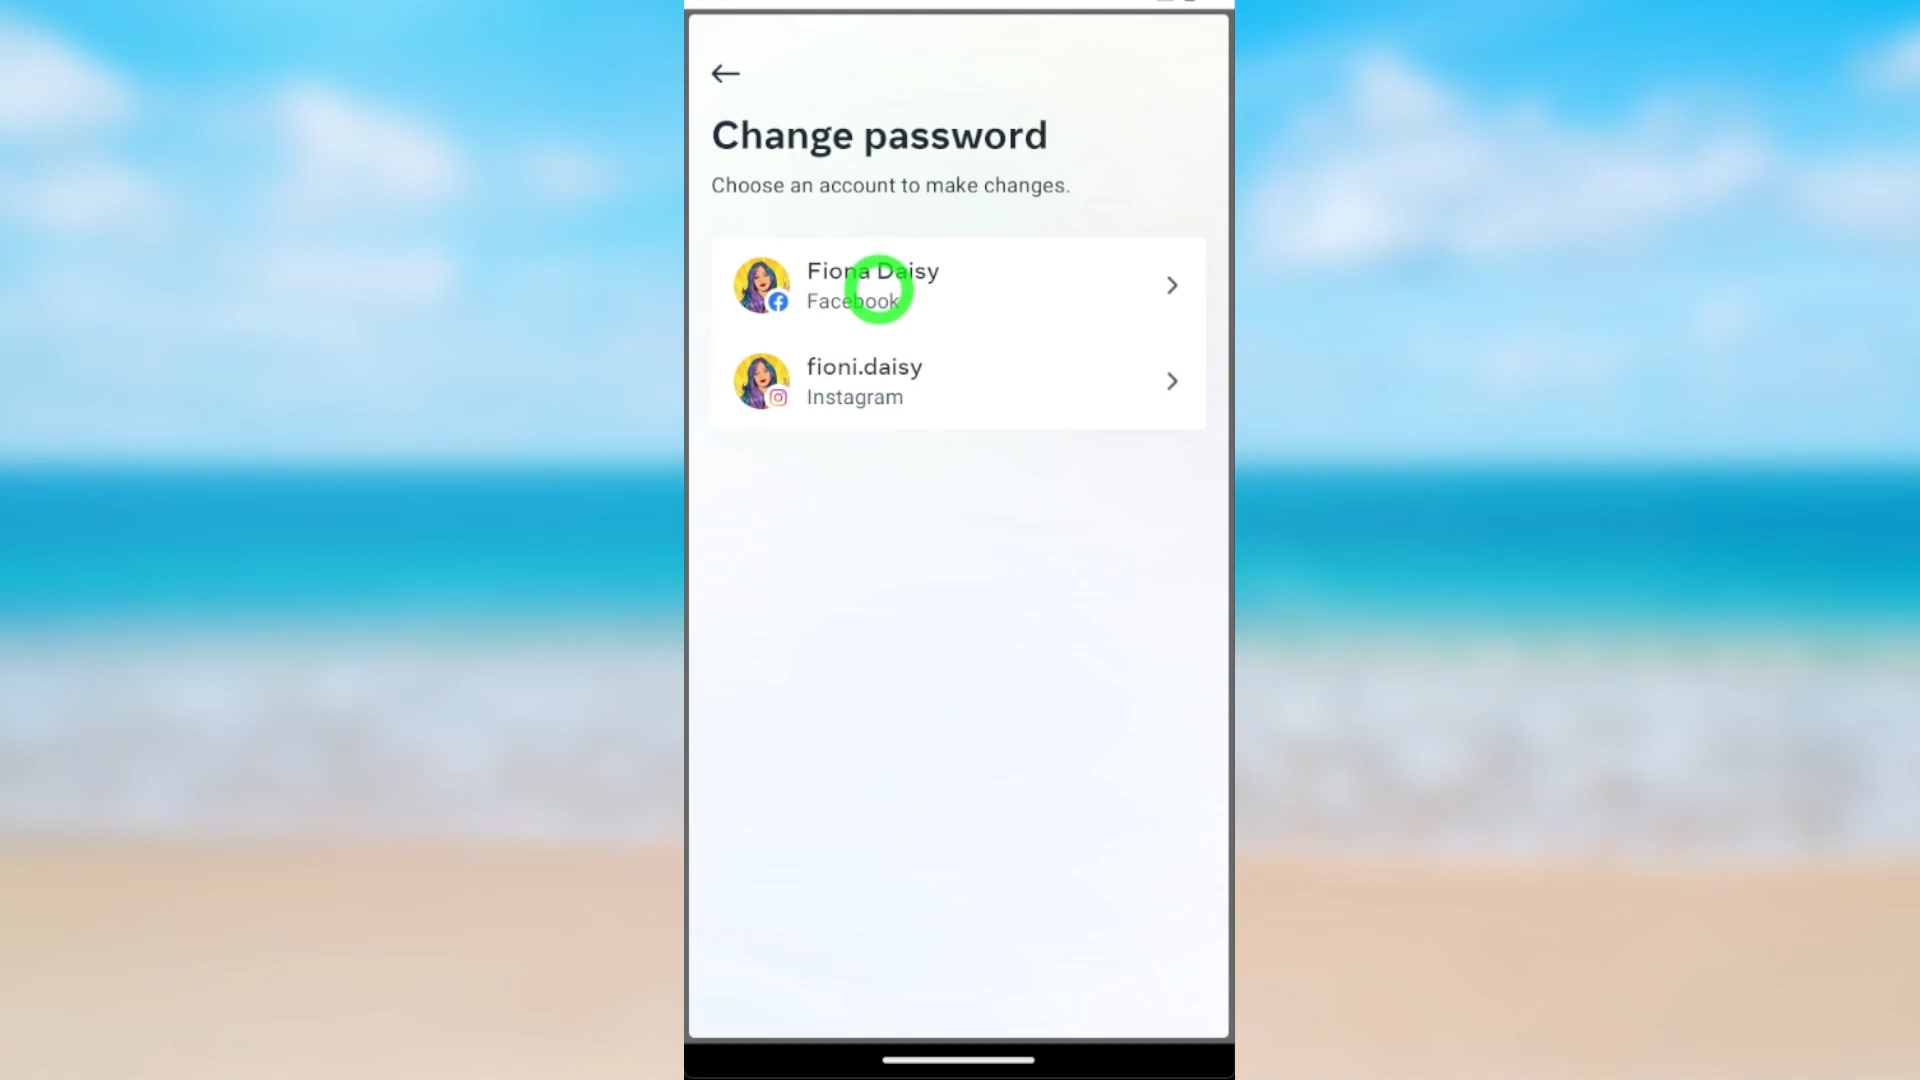 Change password
Choose an account to make changes.
Fiona Daisy
Facebook
fioni.daisy
Instagram